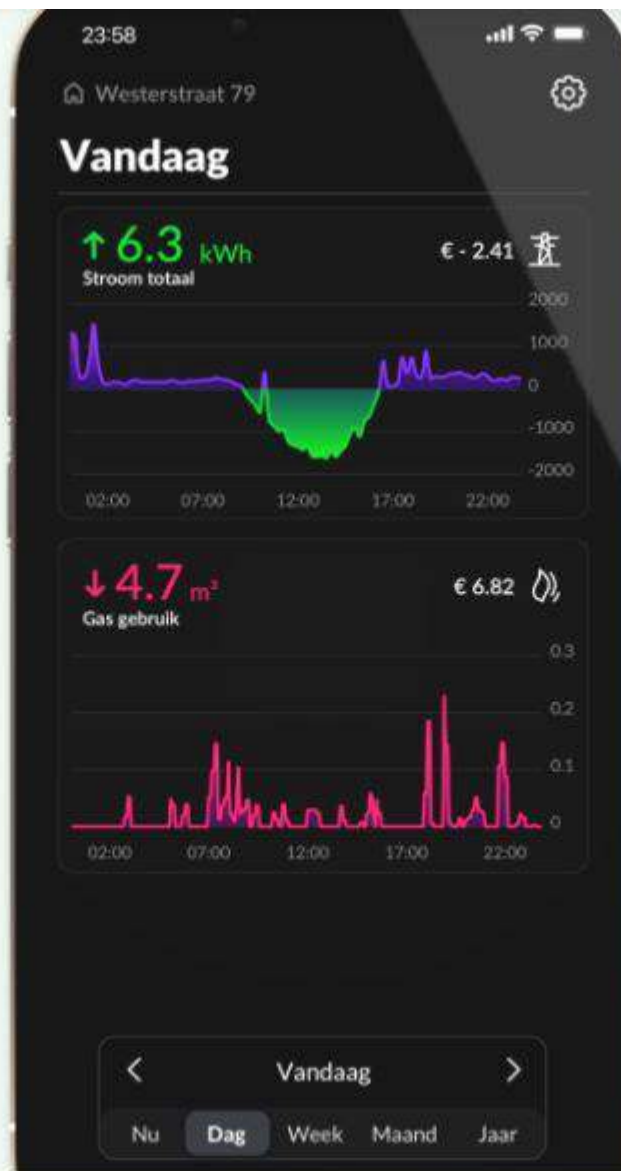 23:58
Westerstraat 79
Vandaag
↑ 6.3 kWh € - 2.41
Stroom totaal
2000
1000
0
-1000
-2000
02:00 07:00 12:00 17:00 22:00
↓ 4.7 m³ € 6.82
Gas gebruik
0.3
0.2
0.1
0
02:00 07:00 12:00 17:00 22:00
< Vandaag >
Nu Dag Week Maand Jaar